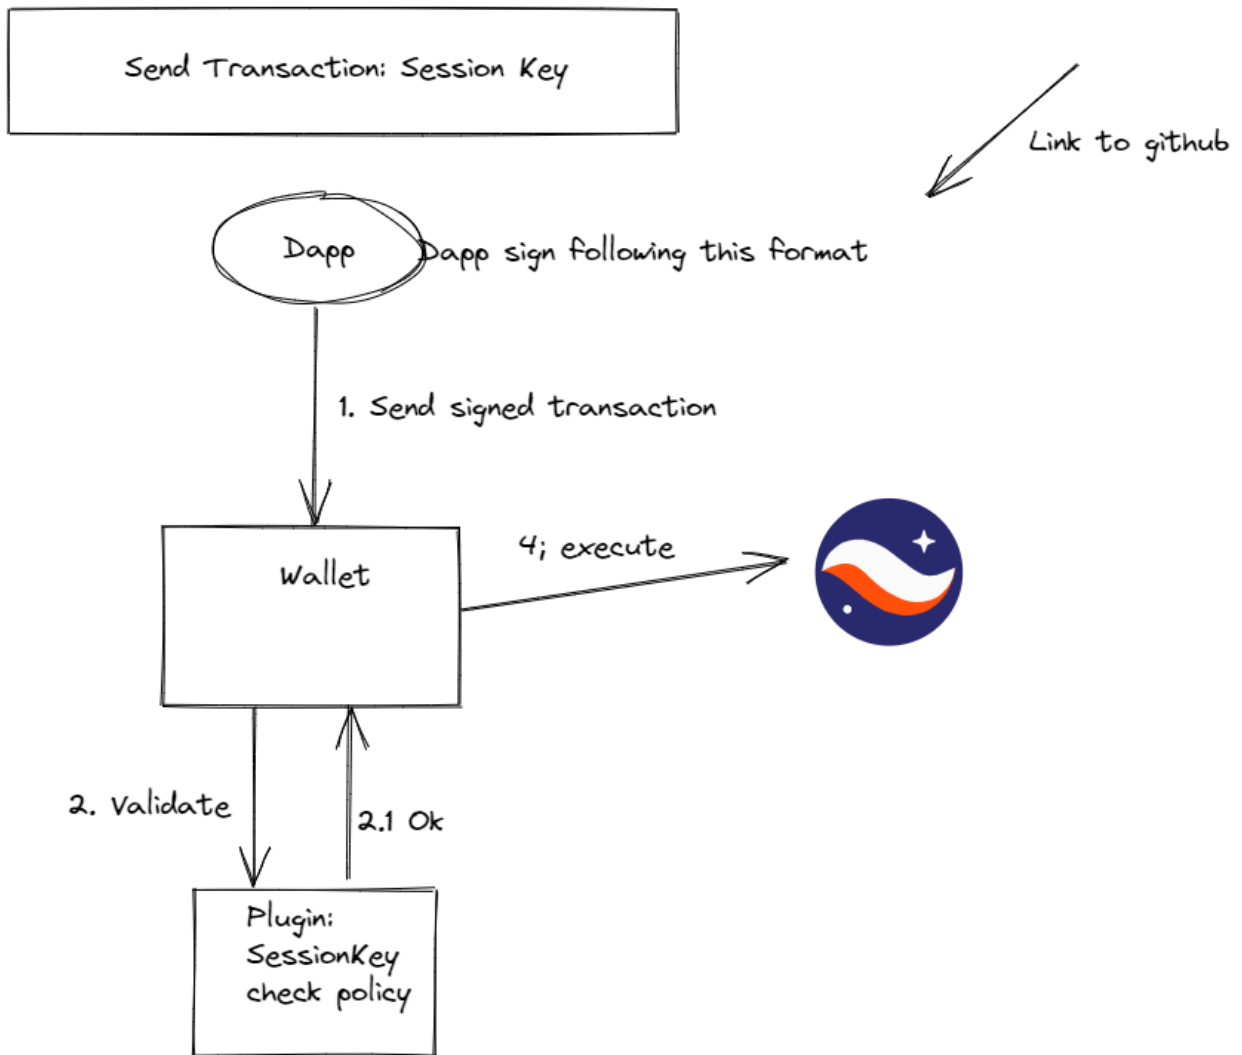 Send Transaction: Session Key
Link to github
Dapp
Dapp sign following this format
1. Send signed transaction
4; execute
Wallet
2. Validate
2.1 Ok
Plugin:
SessionKey
check policy